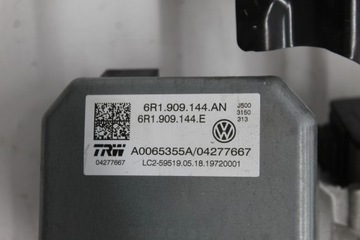 6R1.909.144.AN
J500
6R1.909.144.E
3150
313
TRW
A0065355A/04277667
04277667
LC2-59519.05.18.19720001